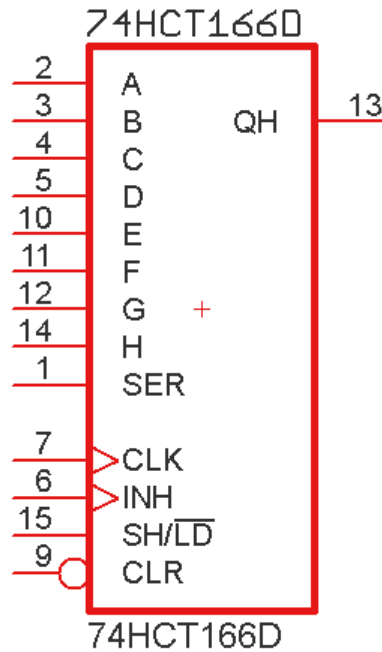 74HCT166D
2 A
3 B QH 13
4 C
5 D
10 E
11 F
12 G
14 H
1 SER
7 CLK
6 INH
15 SH/LD
9 CLR
74HCT166D